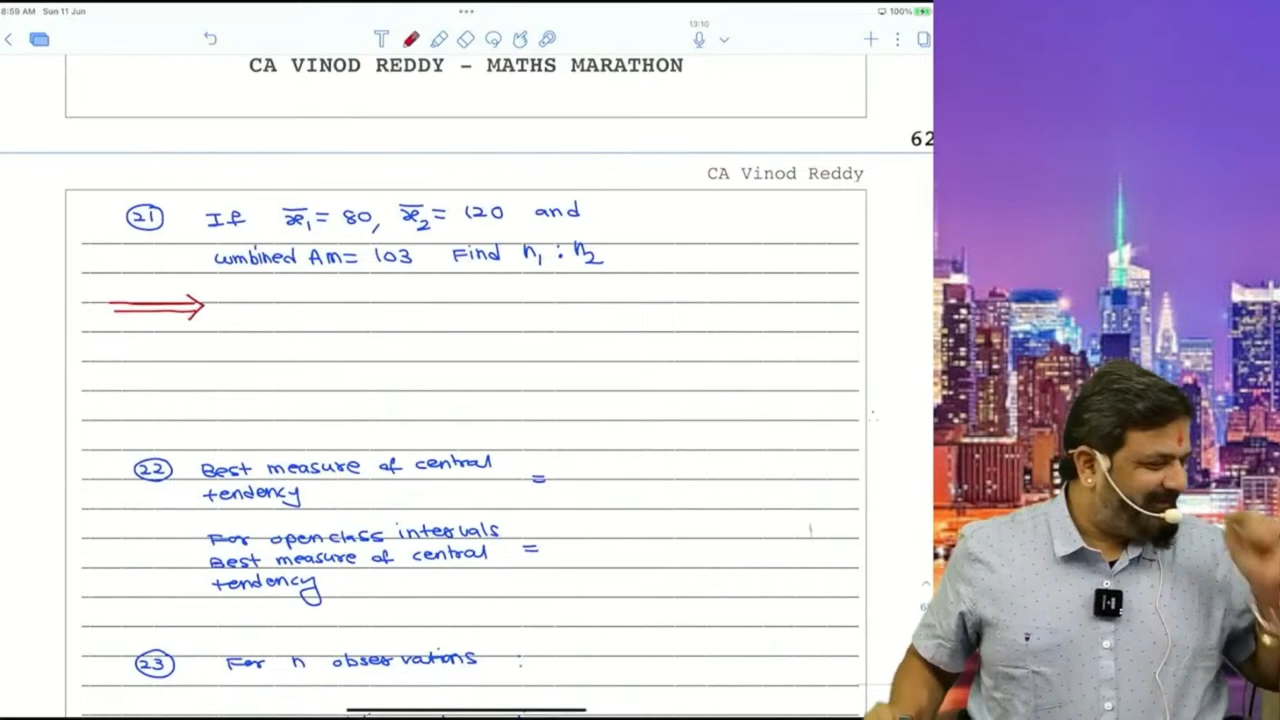 8:59 AM Sun 11 Jun
100%
13:10
CA VINOD REDDY - MATHS MARATHON
62
CA Vinod Reddy
21 If x̄₁ = 80, x̄₂ = 120 and
combined Am = 103 Find n₁ : n₂
22 Best measure of central
tendency =
For open class intervals
Best measure of central =
tendency
23 For n observations :